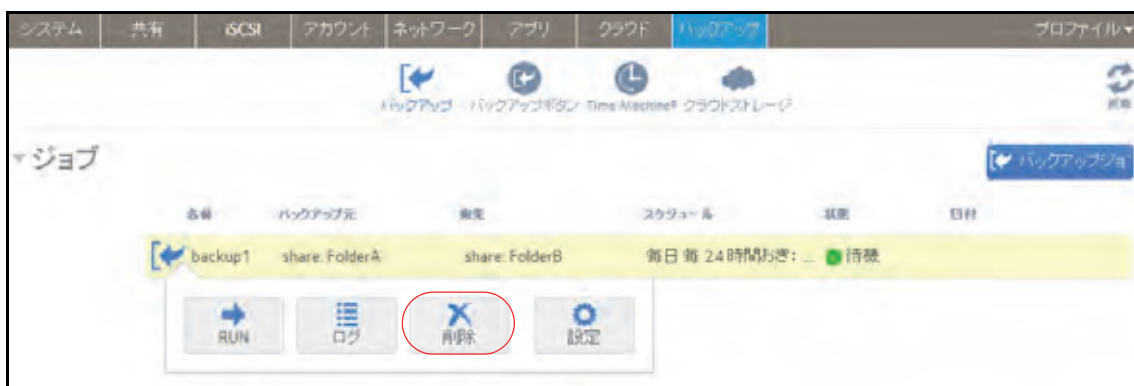 システム 共有 iSCSI アカウント ネットワーク アプリ クラウド バックアップ プロファイル
バックアップ バックアップボタン Time Machine® クラウドストレージ
ジョブ バックアップジョ
名前 バックアップ元 宛先 スケジュール 状態 日付
backup1 share: FolderA share: FolderB 毎日 毎 24 時間おき: ... 待機
RUN ログ 削除 設定